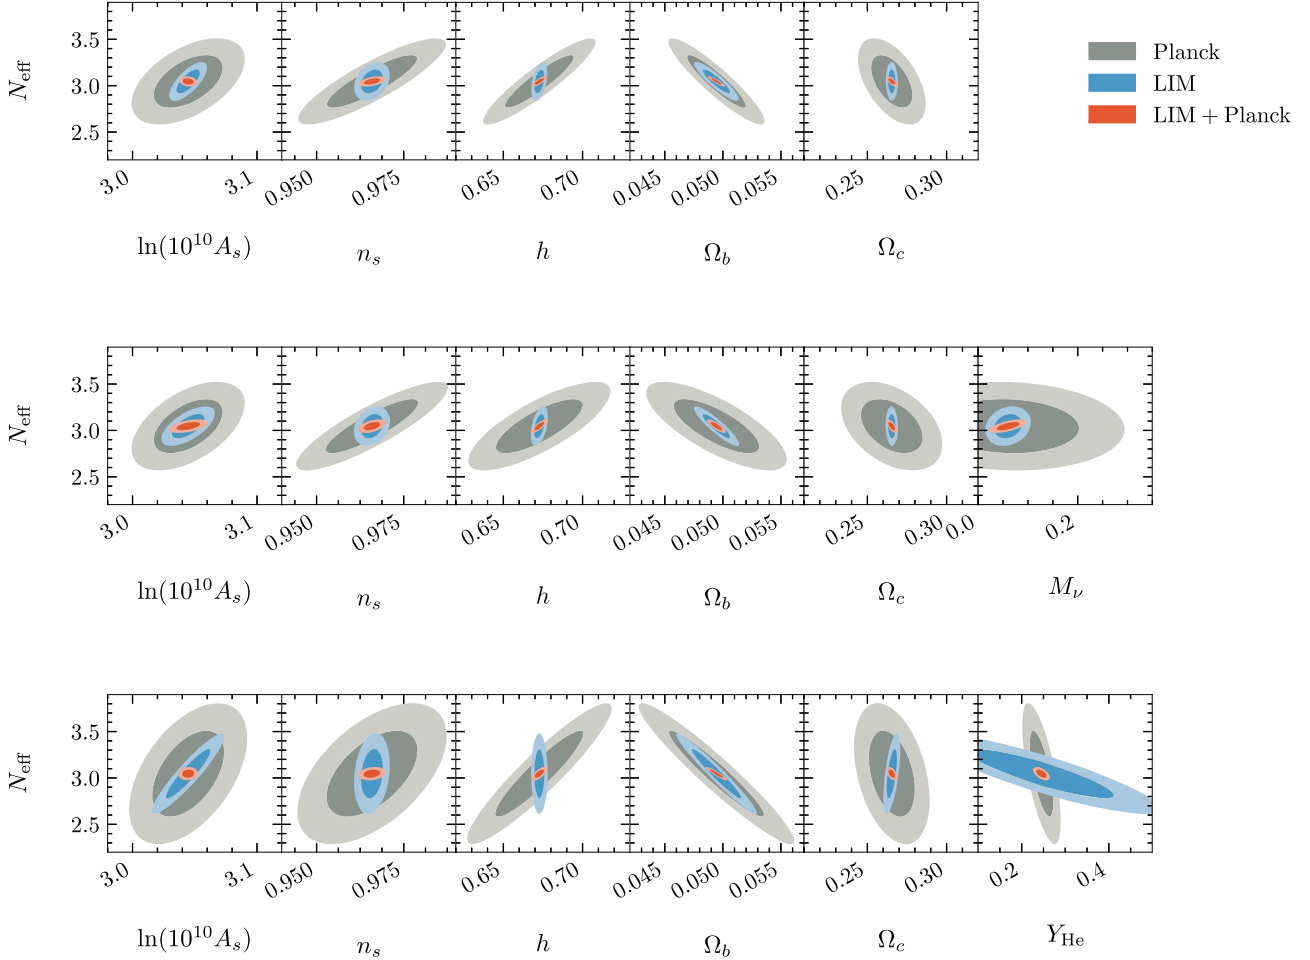 N_eff
3.5
3.0
2.5
3.0 3.1 0.950 0.975 0.65 0.70 0.045 0.050 0.055 0.25 0.30
ln(10^10 A_s) n_s h Ω_b Ω_c
Planck
LIM
LIM + Planck
N_eff
3.5
3.0
2.5
3.0 3.1 0.950 0.975 0.65 0.70 0.045 0.050 0.055 0.25 0.30 0.0 0.2
ln(10^10 A_s) n_s h Ω_b Ω_c M_ν
N_eff
3.5
3.0
2.5
3.0 3.1 0.950 0.975 0.65 0.70 0.045 0.050 0.055 0.25 0.30 0.2 0.4
ln(10^10 A_s) n_s h Ω_b Ω_c Y_He